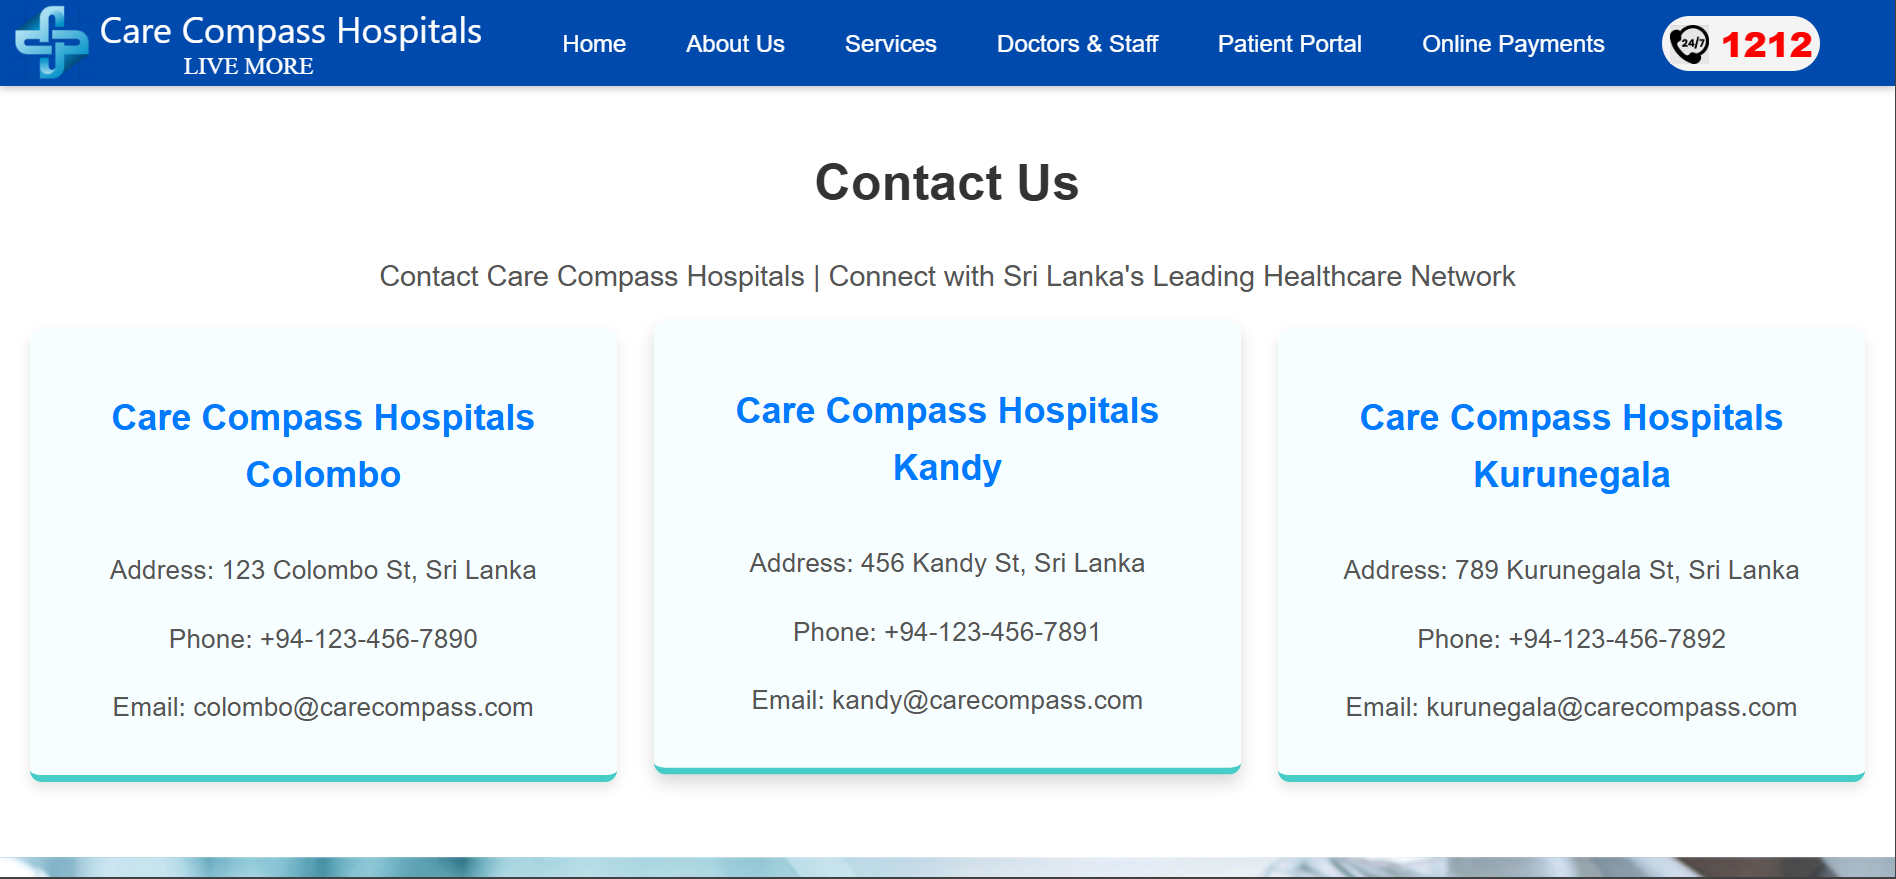 Care Compass Hospitals
LIVE MORE
Home
About Us
Services
Doctors & Staff
Patient Portal
Online Payments
24/7
1212
Contact Us
Contact Care Compass Hospitals | Connect with Sri Lanka's Leading Healthcare Network
Care Compass Hospitals
Colombo
Address: 123 Colombo St, Sri Lanka
Phone: +94-123-456-7890
Email: colombo@carecompass.com
Care Compass Hospitals
Kandy
Address: 456 Kandy St, Sri Lanka
Phone: +94-123-456-7891
Email: kandy@carecompass.com
Care Compass Hospitals
Kurunegala
Address: 789 Kurunegala St, Sri Lanka
Phone: +94-123-456-7892
Email: kurunegala@carecompass.com